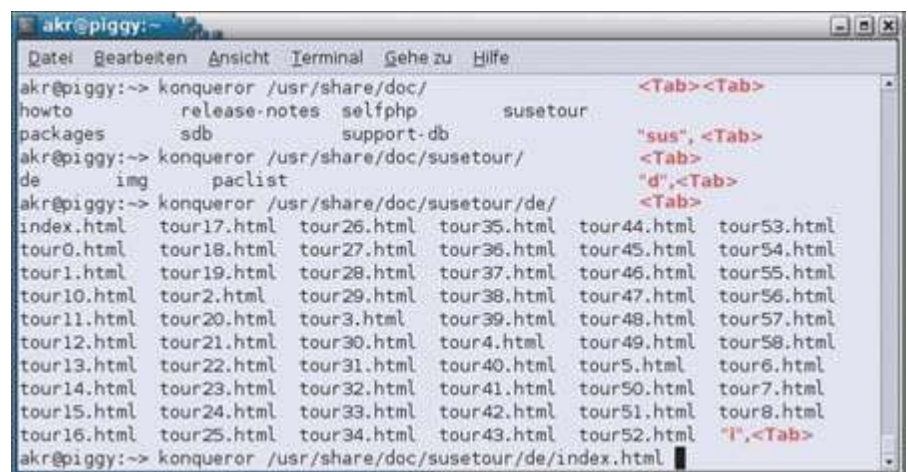 akr@piggy:~
Datei Bearbeiten Ansicht Terminal Gehe zu Hilfe
akr@piggy:~> konqueror /usr/share/doc/ <Tab><Tab>
howto release-notes selfphp susetour
packages sdb support-db "sus", <Tab>
akr@piggy:~> konqueror /usr/share/doc/susetour/ <Tab>
de img paclist "d",<Tab>
akr@piggy:~> konqueror /usr/share/doc/susetour/de/ <Tab>
index.html tour17.html tour26.html tour35.html tour44.html tour53.html
tour0.html tour18.html tour27.html tour36.html tour45.html tour54.html
tour1.html tour19.html tour28.html tour37.html tour46.html tour55.html
tour10.html tour2.html tour29.html tour38.html tour47.html tour56.html
tour11.html tour20.html tour3.html tour39.html tour48.html tour57.html
tour12.html tour21.html tour30.html tour4.html tour49.html tour58.html
tour13.html tour22.html tour31.html tour40.html tour5.html tour6.html
tour14.html tour23.html tour32.html tour41.html tour50.html tour7.html
tour15.html tour24.html tour33.html tour42.html tour51.html tour8.html
tour16.html tour25.html tour34.html tour43.html tour52.html "i",<Tab>
akr@piggy:~> konqueror /usr/share/doc/susetour/de/index.html